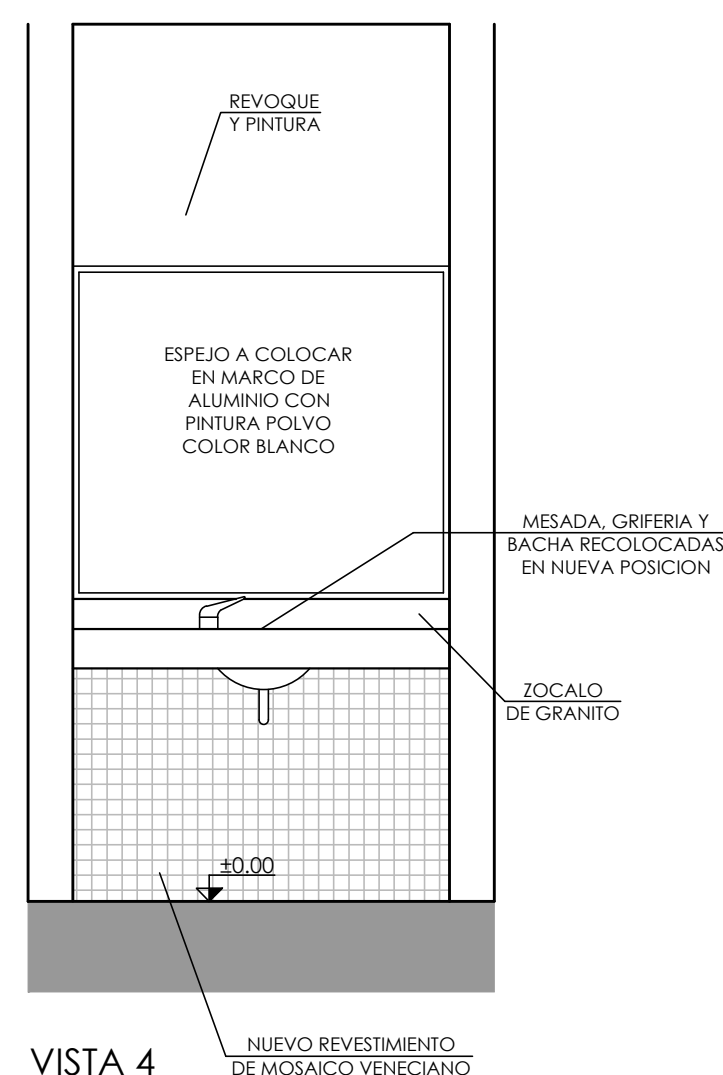 REVOQUE
Y PINTURA
ESPEJO A COLOCAR
EN MARCO DE
ALUMINIO CON
PINTURA POLVO
COLOR BLANCO
MESADA, GRIFERIA Y
BACHA RECOLOCADAS
EN NUEVA POSICION
ZOCALO
DE GRANITO
±0.00
NUEVO REVESTIMIENTO
DE MOSAICO VENECIANO
VISTA 4